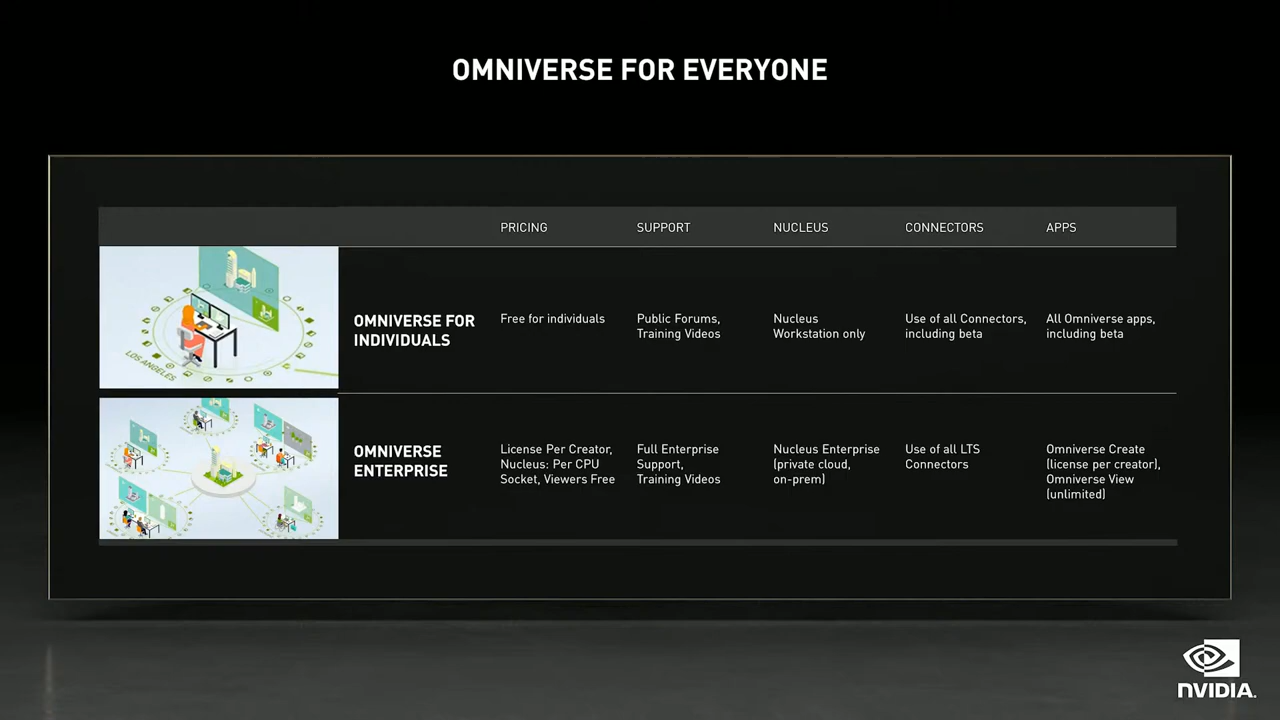 OMNIVERSE FOR EVERYONE
PRICING
SUPPORT
NUCLEUS
CONNECTORS
APPS
LOS ANGELES
OMNIVERSE FOR
INDIVIDUALS
Free for individuals
Public Forums,
Training Videos
Nucleus
Workstation only
Use of all Connectors,
including beta
All Omniverse apps,
including beta
OMNIVERSE
ENTERPRISE
License Per Creator,
Nucleus: Per CPU
Socket, Viewers Free
Full Enterprise
Support,
Training Videos
Nucleus Enterprise
(private cloud,
on-prem)
Use of all LTS
Connectors
Omniverse Create
(license per creator),
Omniverse View
(unlimited)
NVIDIA.